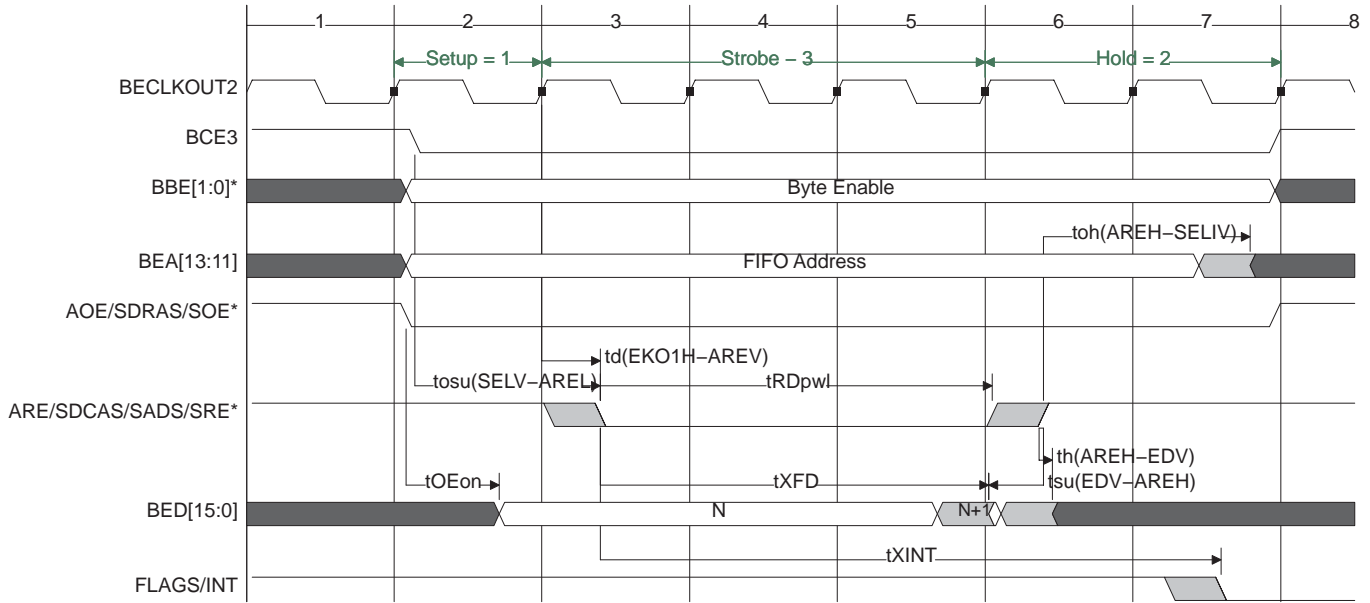 1 2 3 4 5 6 7 8
Setup = 1 Strobe − 3 Hold = 2
BECLKOUT2
BCE3
BBE[1:0]* Byte Enable
toh(AREH−SELIV)
BEA[13:11] FIFO Address
AOE/SDRAS/SOE*
td(EKO1H−AREV)
tosu(SELV−AREL) tRDpwl
ARE/SDCAS/SADS/SRE*
th(AREH−EDV)
tOEon tXFD tsu(EDV−AREH)
BED[15:0] N N+1
tXINT
FLAGS/INT